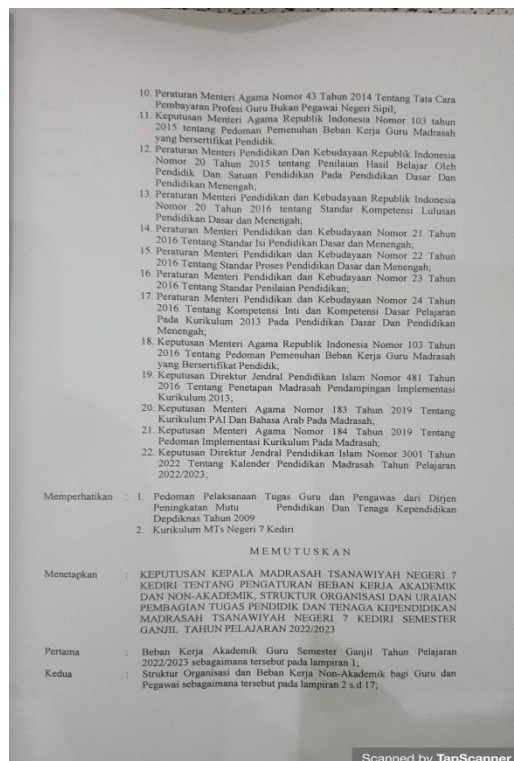 10. Peraturan Menteri Agama Nomor 43 Tahun 2014 Tentang Tata Cara
Pembayaran Profesi Guru Bukan Pegawai Negeri Sipil;
11. Keputusan Menteri Agama Republik Indonesia Nomor 103 tahun
2015 tentang Pedoman Pemenuhan Beban Kerja Guru Madrasah
yang bersertifikat Pendidik.
12. Peraturan Menteri Pendidikan Dan Kebudayaan Republik Indonesia
Nomor 20 Tahun 2015 tentang Penilaian Hasil Belajar Oleh
Pendidik Dan Satuan Pendidikan Pada Pendidikan Dasar Dan
Pendidikan Menengah;
13. Peraturan Menteri Pendidikan dan Kebudayaan Republik Indonesia
Nomor 20 Tahun 2016 tentang Standar Kompetensi Lulusan
Pendidikan Dasar dan Menengah;
14. Peraturan Menteri Pendidikan dan Kebudayaan Nomor 21 Tahun
2016 Tentang Standar Isi Pendidikan Dasar dan Menengah;
15. Peraturan Menteri Pendidikan dan Kebudayaan Nomor 22 Tahun
2016 Tentang Standar Proses Pendidikan Dasar dan Menengah;
16. Peraturan Menteri Pendidikan dan Kebudayaan Nomor 23 Tahun
2016 Tentang Standar Penilaian Pendidikan;
17. Peraturan Menteri Pendidikan dan Kebudayaan Nomor 24 Tahun
2016 Tentang Kompetensi Inti dan Kompetensi Dasar Pelajaran
Pada Kurikulum 2013 Pada Pendidikan Dasar Dan Pendidikan
Menengah;
18. Keputusan Menteri Agama Republik Indonesia Nomor 103 Tahun
2016 Tentang Pedoman Pemenuhan Beban Kerja Guru Madrasah
yang Bersertifikat Pendidik;
19. Keputusan Direktur Jendral Pendidikan Islam Nomor 481 Tahun
2016 Tentang Penetapan Madrasah Pendampingan Implementasi
Kurikulum 2013;
20. Keputusan Menteri Agama Nomor 183 Tahun 2019 Tentang
Kurikulum PAI Dan Bahasa Arab Pada Madrasah;
21. Keputusan Menteri Agama Nomor 184 Tahun 2019 Tentang
Pedoman Implementasi Kurikulum Pada Madrasah;
22. Keputusan Direktur Jendral Pendidikan Islam Nomor 3001 Tahun
2022 Tentang Kalender Pendidikan Madrasah Tahun Pelajaran
2022/2023;
Memperhatikan : 1. Pedoman Pelaksanaan Tugas Guru dan Pengawas dari Dirjen
Peningkatan Mutu Pendidikan Dan Tenaga Kependidikan
Depdiknas Tahun 2009
2. Kurikulum MTs Negeri 7 Kediri
MEMUTUSKAN
Menetapkan : KEPUTUSAN KEPALA MADRASAH TSANAWIYAH NEGERI 7
KEDIRI TENTANG PENGATURAN BEBAN KERJA AKADEMIK
DAN NON-AKADEMIK, STRUKTUR ORGANISASI DAN URAIAN
PEMBAGIAN TUGAS PENDIDIK DAN TENAGA KEPENDIDIKAN
MADRASAH TSANAWIYAH NEGERI 7 KEDIRI SEMESTER
GANJIL TAHUN PELAJARAN 2022/2023
Pertama : Beban Kerja Akademik Guru Semester Ganjil Tahun Pelajaran
2022/2023 sebagaimana tersebut pada lampiran 1;
Kedua : Struktur Organisasi dan Beban Kerja Non-Akademik bagi Guru dan
Pegawai sebagaimana tersebut pada lampiran 2 s.d 17;
Scanned by TapScanner